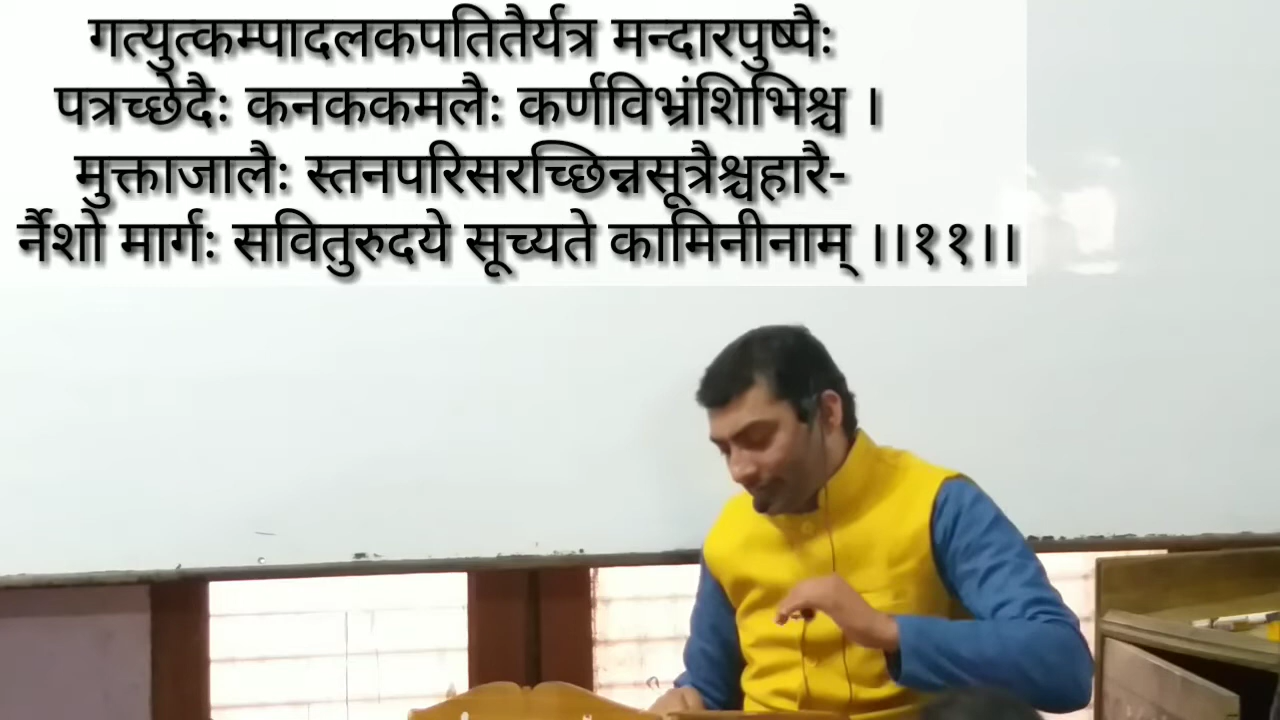 गत्युत्कम्पादलकपतितैर्यत्र मन्दारपुष्पैः
पत्रच्छेदैः कनककमलैः कर्णविभ्रंशिभिश्च ।
मुक्ताजालैः स्तनपरिसरच्छिन्नसूत्रैश्चहारै-
र्नैशो मार्गः सवितुरुदये सूच्यते कामिनीनाम् ।।११।।